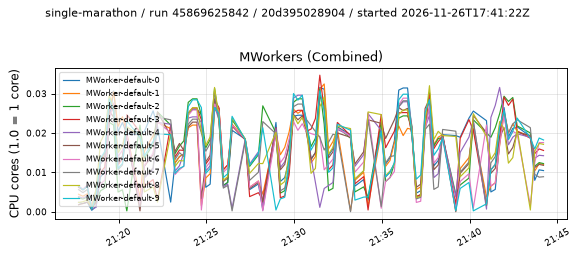 single-marathon / run 45869625842 / 20d395028904 / started 2026-11-26T17:41:22Z
MWorkers (Combined)
CPU cores (1.0 = 1 core)
0.03
0.02
0.01
0.00
MWorker-default-0
MWorker-default-1
MWorker-default-2
MWorker-default-3
MWorker-default-4
MWorker-default-5
MWorker-default-6
MWorker-default-7
MWorker-default-8
MWorker-default-9
21:20
21:25
21:30
21:35
21:40
21:45